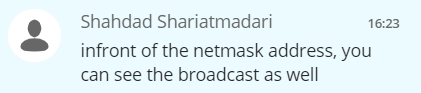 Shahdad Shariatmadari 16:23
infront of the netmask address, you
can see the broadcast as well